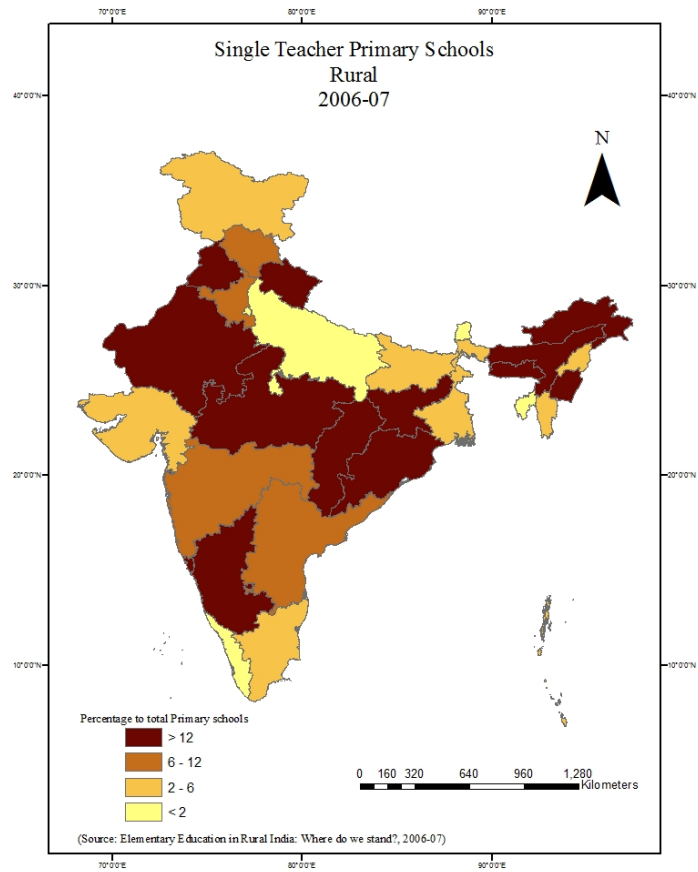 70°0'0"E 80°0'0"E 90°0'0"E
Single Teacher Primary Schools
Rural
2006-07
40°0'0"N 40°0'0"N
N
30°0'0"N 30°0'0"N
20°0'0"N 20°0'0"N
10°0'0"N 10°0'0"N
Percentage to total Primary schools
> 12
6 - 12
2 - 6
< 2
0 160 320 640 960 1,280
Kilometers
(Source: Elementary Education in Rural India: Where do we stand?, 2006-07)
70°0'0"E 80°0'0"E 90°0'0"E